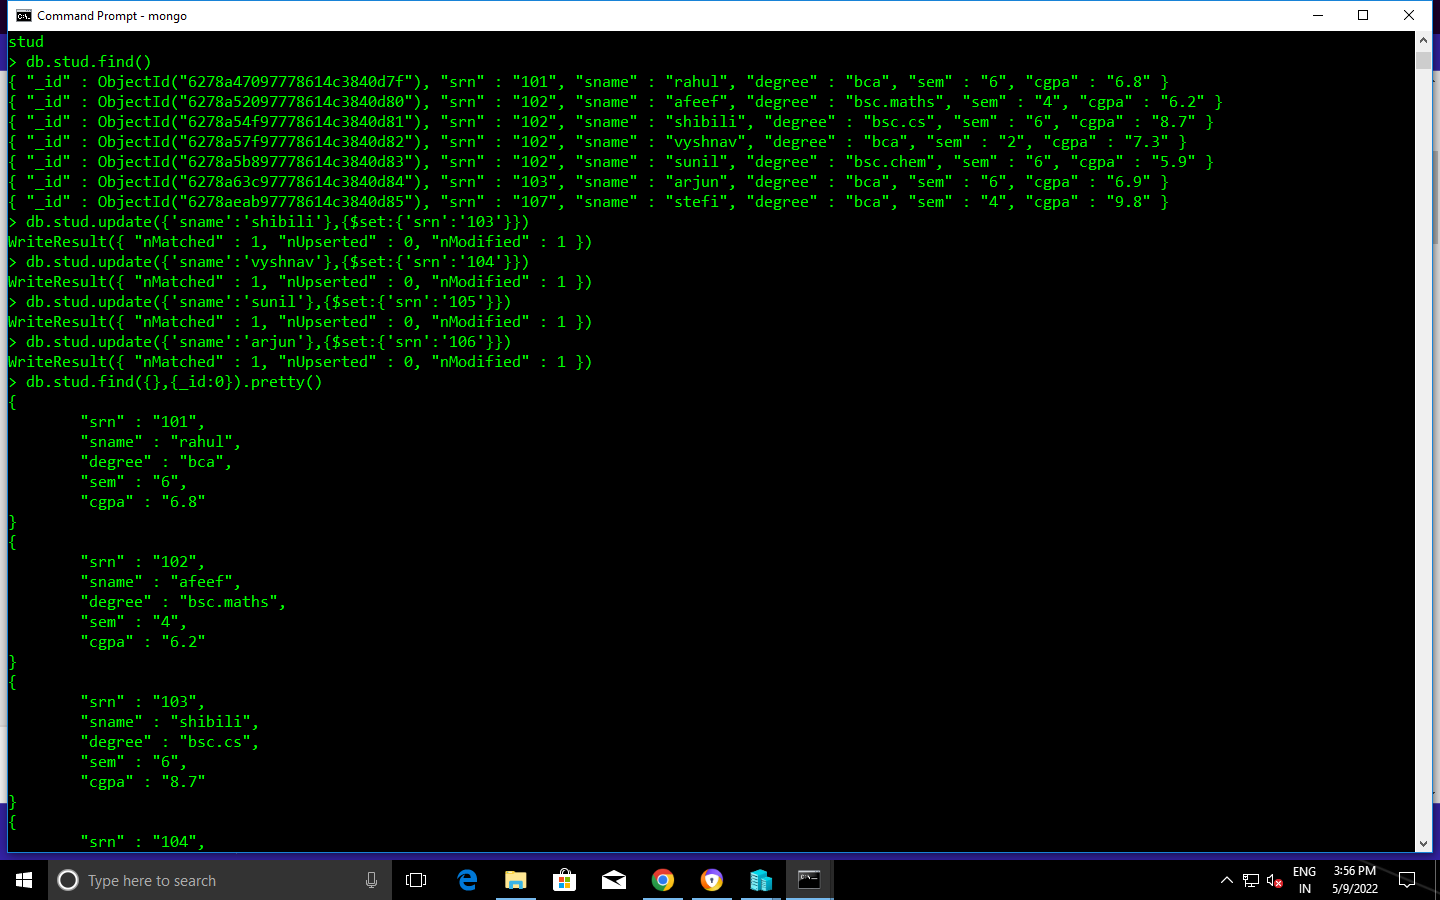 Command Prompt - mongo
stud
> db.stud.find()
{ "_id" : ObjectId("6278a47097778614c3840d7f"), "srn" : "101", "sname" : "rahul", "degree" : "bca", "sem" : "6", "cgpa" : "6.8" }
{ "_id" : ObjectId("6278a52097778614c3840d80"), "srn" : "102", "sname" : "afeef", "degree" : "bsc.maths", "sem" : "4", "cgpa" : "6.2" }
{ "_id" : ObjectId("6278a54f97778614c3840d81"), "srn" : "102", "sname" : "shibili", "degree" : "bsc.cs", "sem" : "6", "cgpa" : "8.7" }
{ "_id" : ObjectId("6278a57f97778614c3840d82"), "srn" : "102", "sname" : "vyshnav", "degree" : "bca", "sem" : "2", "cgpa" : "7.3" }
{ "_id" : ObjectId("6278a5b897778614c3840d83"), "srn" : "102", "sname" : "sunil", "degree" : "bsc.chem", "sem" : "6", "cgpa" : "5.9" }
{ "_id" : ObjectId("6278a63c97778614c3840d84"), "srn" : "103", "sname" : "arjun", "degree" : "bca", "sem" : "6", "cgpa" : "6.9" }
{ "_id" : ObjectId("6278aeab97778614c3840d85"), "srn" : "107", "sname" : "stefi", "degree" : "bca", "sem" : "4", "cgpa" : "9.8" }
> db.stud.update({'sname':'shibili'},{$set:{'srn':'103'}})
WriteResult({ "nMatched" : 1, "nUpserted" : 0, "nModified" : 1 })
> db.stud.update({'sname':'vyshnav'},{$set:{'srn':'104'}})
WriteResult({ "nMatched" : 1, "nUpserted" : 0, "nModified" : 1 })
> db.stud.update({'sname':'sunil'},{$set:{'srn':'105'}})
WriteResult({ "nMatched" : 1, "nUpserted" : 0, "nModified" : 1 })
> db.stud.update({'sname':'arjun'},{$set:{'srn':'106'}})
WriteResult({ "nMatched" : 1, "nUpserted" : 0, "nModified" : 1 })
> db.stud.find({},{_id:0}).pretty()
{
"srn" : "101",
"sname" : "rahul",
"degree" : "bca",
"sem" : "6",
"cgpa" : "6.8"
}
{
"srn" : "102",
"sname" : "afeef",
"degree" : "bsc.maths",
"sem" : "4",
"cgpa" : "6.2"
}
{
"srn" : "103",
"sname" : "shibili",
"degree" : "bsc.cs",
"sem" : "6",
"cgpa" : "8.7"
}
{
"srn" : "104",
Type here to search
ENG
IN
3:56 PM
5/9/2022